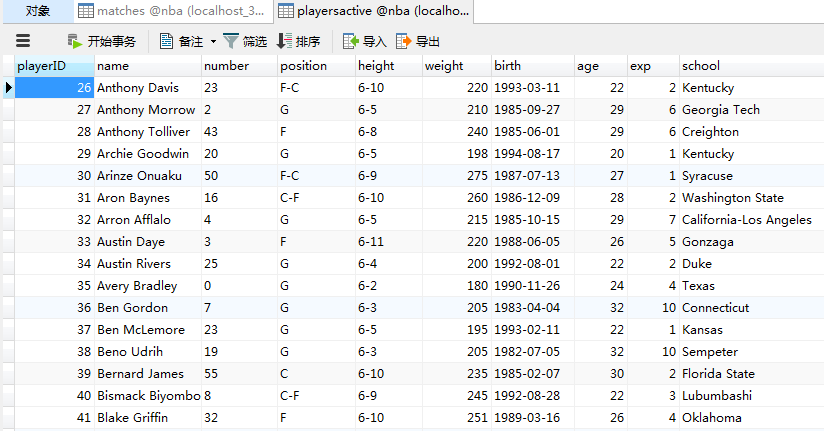 对象 matches @nba (localhost_3... playersactive @nba (localho...
开始事务 备注 筛选 排序 导入 导出
playerID name number position height weight birth age exp school
26 Anthony Davis 23 F-C 6-10 220 1993-03-11 22 2 Kentucky
27 Anthony Morrow 2 G 6-5 210 1985-09-27 29 6 Georgia Tech
28 Anthony Tolliver 43 F 6-8 240 1985-06-01 29 6 Creighton
29 Archie Goodwin 20 G 6-5 198 1994-08-17 20 1 Kentucky
30 Arinze Onuaku 50 F-C 6-9 275 1987-07-13 27 1 Syracuse
31 Aron Baynes 16 C-F 6-10 260 1986-12-09 28 2 Washington State
32 Arron Afflalo 4 G 6-5 215 1985-10-15 29 7 California-Los Angeles
33 Austin Daye 3 F 6-11 220 1988-06-05 26 5 Gonzaga
34 Austin Rivers 25 G 6-4 200 1992-08-01 22 2 Duke
35 Avery Bradley 0 G 6-2 180 1990-11-26 24 4 Texas
36 Ben Gordon 7 G 6-3 205 1983-04-04 32 10 Connecticut
37 Ben McLemore 23 G 6-5 195 1993-02-11 22 1 Kansas
38 Beno Udrih 19 G 6-3 205 1982-07-05 32 10 Sempeter
39 Bernard James 55 C 6-10 235 1985-02-07 30 2 Florida State
40 Bismack Biyombo 8 C-F 6-9 245 1992-08-28 22 3 Lubumbashi
41 Blake Griffin 32 F 6-10 251 1989-03-16 26 4 Oklahoma